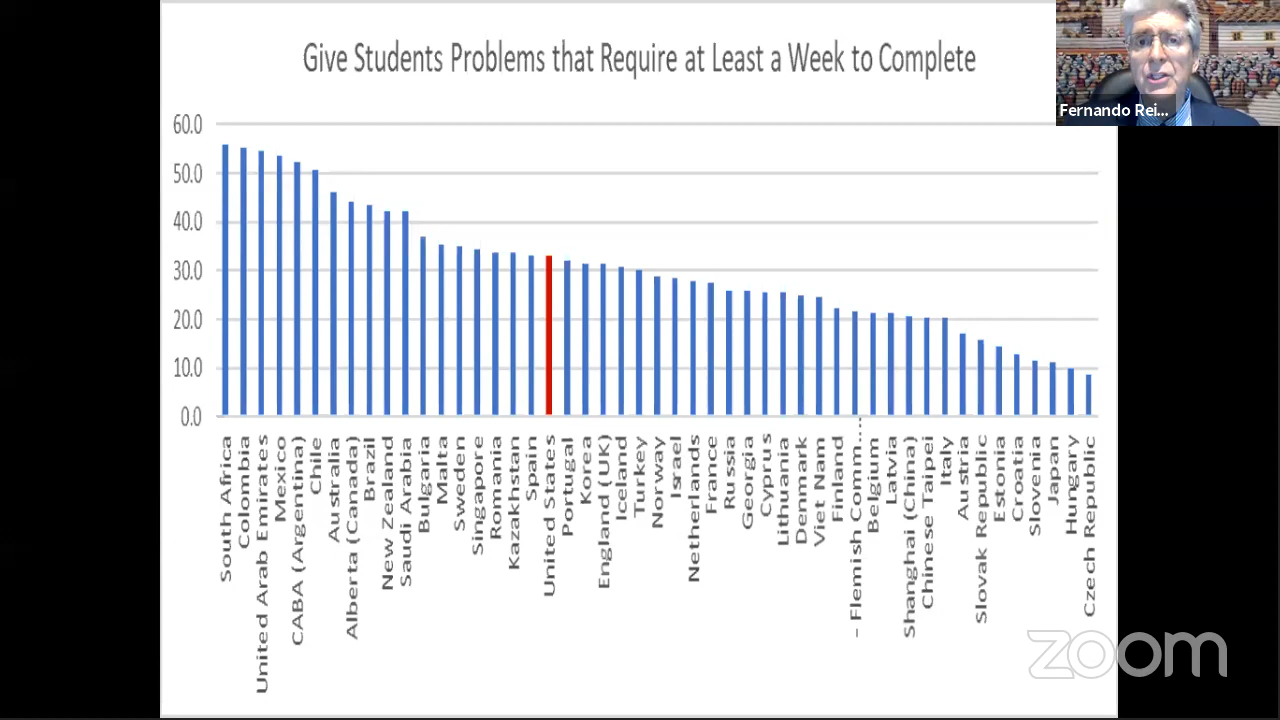 Give Students Problems that Require at Least a Week to Complete
Fernando Rei...
60.0
50.0
40.0
30.0
20.0
10.0
0.0
South Africa
Colombia
United Arab Emirates
Mexico
CABA (Argentina)
Chile
Australia
Alberta (Canada)
Brazil
New Zealand
Saudi Arabia
Bulgaria
Malta
Sweden
Singapore
Romania
Kazakhstan
Spain
United States
Portugal
Korea
England (UK)
Iceland
Turkey
Norway
Israel
Netherlands
France
Russia
Georgia
Cyprus
Lithuania
Denmark
Viet Nam
Finland
– Flemish Comm....
Belgium
Latvia
Shanghai (China)
Chinese Taipei
Italy
Austria
Slovak Republic
Estonia
Croatia
Slovenia
Japan
Hungary
Czech Republic
zoom